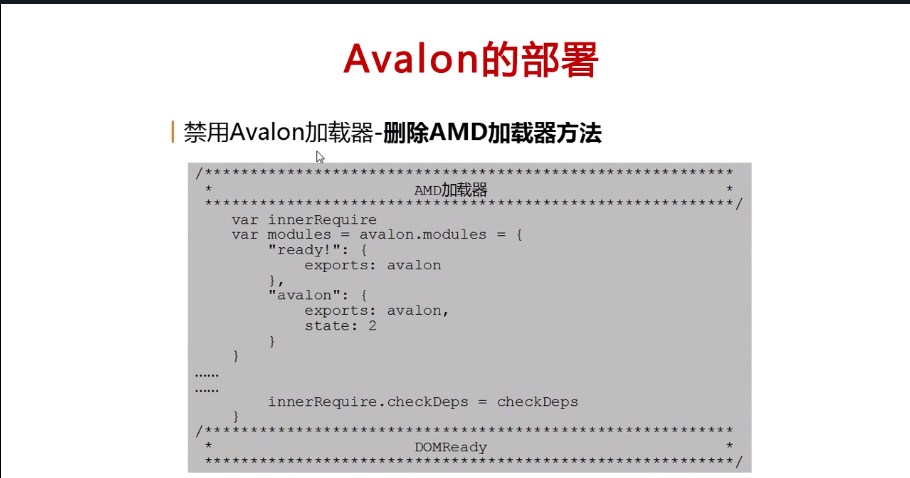 Avalon的部署
禁用Avalon加载器-删除AMD加载器方法
/**********************************************************
* AMD加载器 *
**********************************************************/
var innerRequire
var modules = avalon.modules = {
"ready!": {
exports: avalon
},
"avalon": {
exports: avalon,
state: 2
}
}
……
……
innerRequire.checkDeps = checkDeps
}
/**********************************************************
* DOMReady *
**********************************************************/